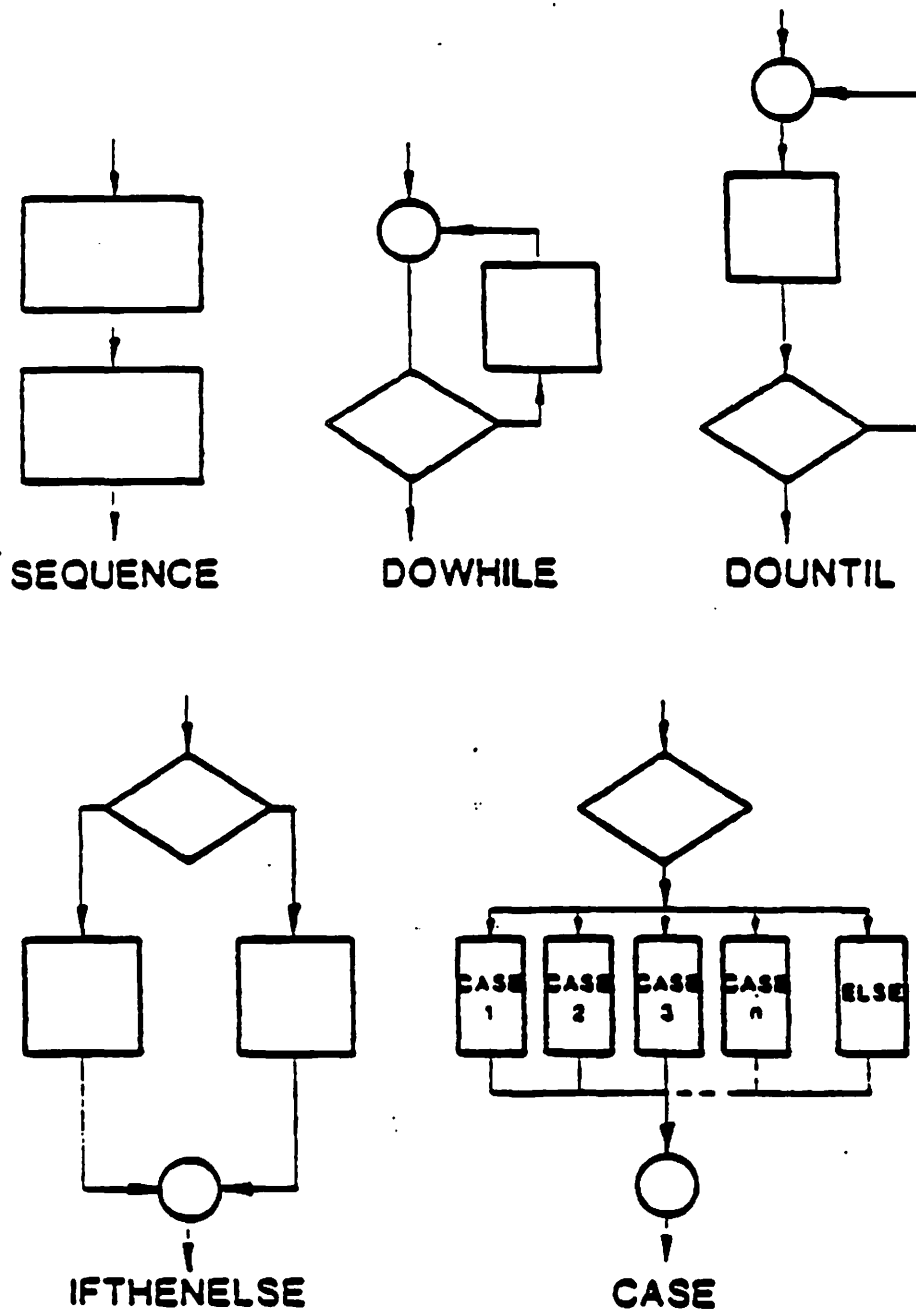 SEQUENCE
DOWHILE
DOUNTIL
CASE
1
CASE
2
CASE
3
CASE
n
ELSE
IFTHENELSE
CASE